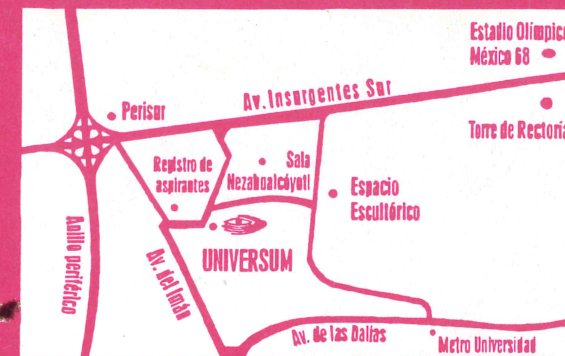 Estadio Olímpico
México 68
Av. Insurgentes Sur
Perisur
Torre de Rectoría
Registro de
aspirantes
Sala
Nezahualcóyotl
Espacio
Escultórico
UNIVERSUM
Anillo periférico
Av. del Imán
Av. de las Dalias
Metro Universidad